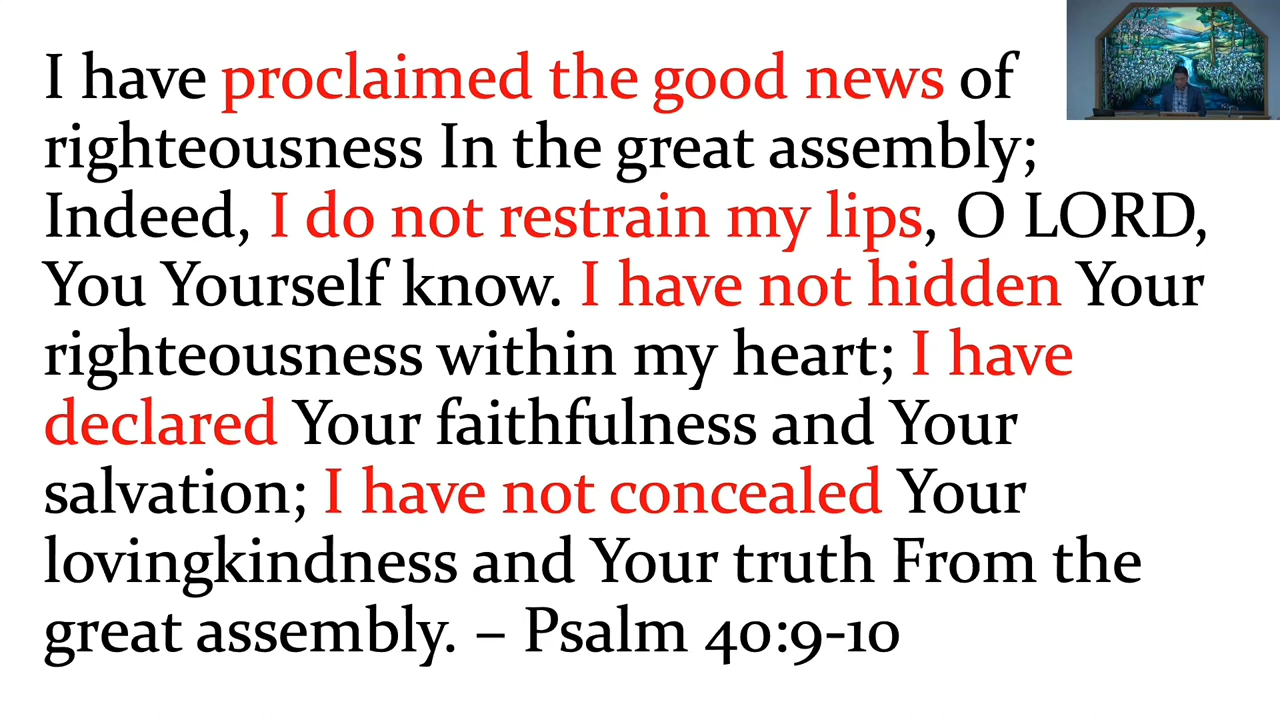 I have proclaimed the good news of
righteousness In the great assembly;
Indeed, I do not restrain my lips, O LORD,
You Yourself know. I have not hidden Your
righteousness within my heart; I have
declared Your faithfulness and Your
salvation; I have not concealed Your
lovingkindness and Your truth From the
great assembly. – Psalm 40:9-10